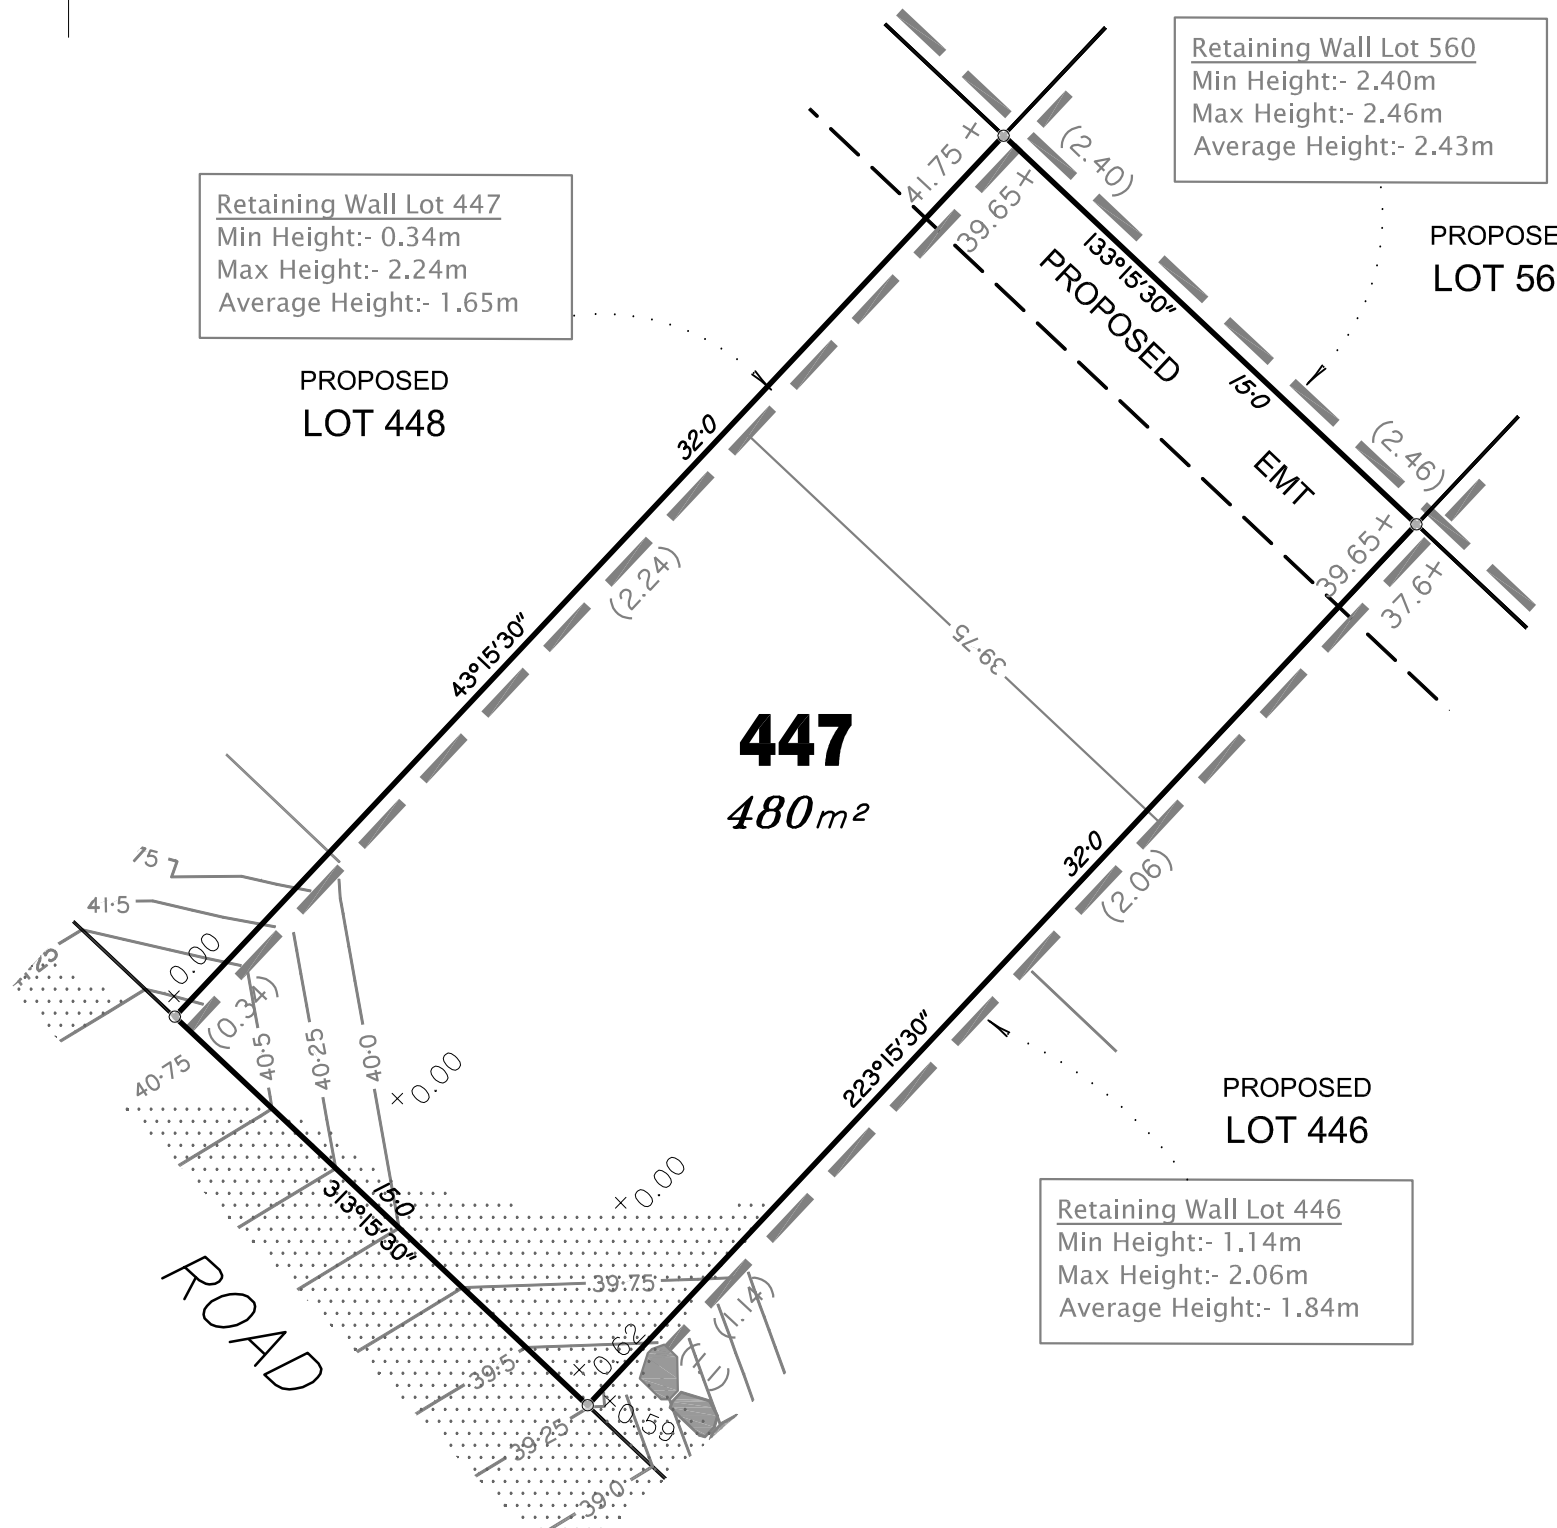 Retaining Wall Lot 560
Min Height:- 2.40m
Max Height:- 2.46m
Average Height:- 2.43m
Retaining Wall Lot 447
Min Height:- 0.34m
Max Height:- 2.24m
Average Height:- 1.65m
41.75 +
39.65+
(2.40)
133°15'30"
15·0
PROPOSED
EMT
PROPOSE
LOT 56
PROPOSED
LOT 448
32·0
(2.46)
39.65+
37.6+
(2.24)
43°15'30"
39·75
447
480 m²
32·0
(2.06)
75
41·5
+0.00
(0.34)
40·75
40·5
40·25
40·0
+0.00
223°15'30"
PROPOSED
LOT 446
+0.00
15·0
313°15'30"
ROAD
Retaining Wall Lot 446
Min Height:- 1.14m
Max Height:- 2.06m
Average Height:- 1.84m
39·75
(1.14)
+0.62
39·5
+0.59
39·25
39·0